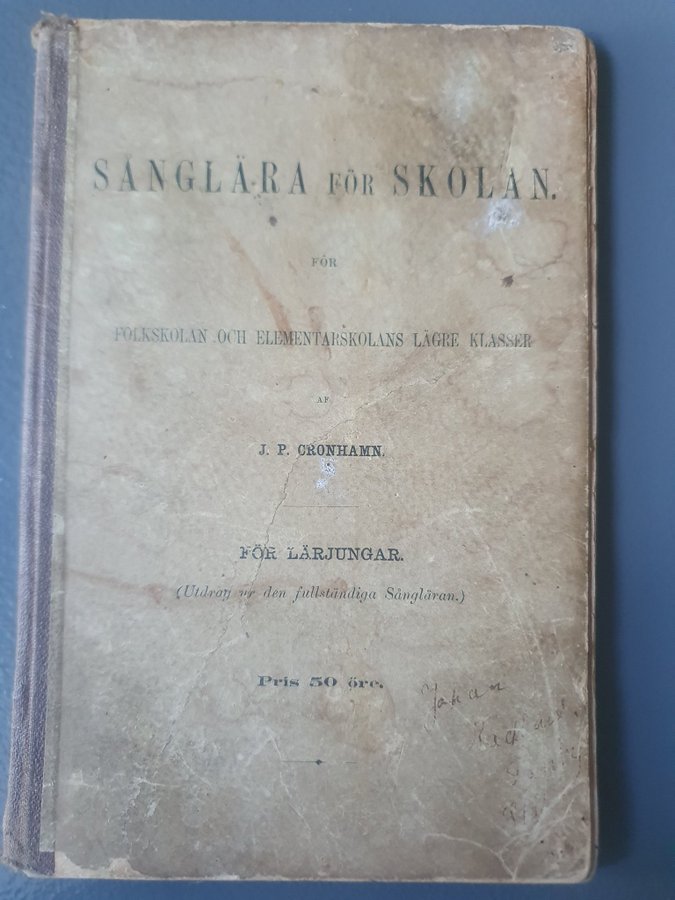 SÅNGLÄRA FÖR SKOLAN.
FÖR
FOLKSKOLAN OCH ELEMENTARSKOLANS LÄGRE KLASSER
AF
J. P. CRONHAMN.
FÖR LÄRJUNGAR.
(Utdrag ur den fullständiga Sångläran.)
Pris 50 öre.
Johan